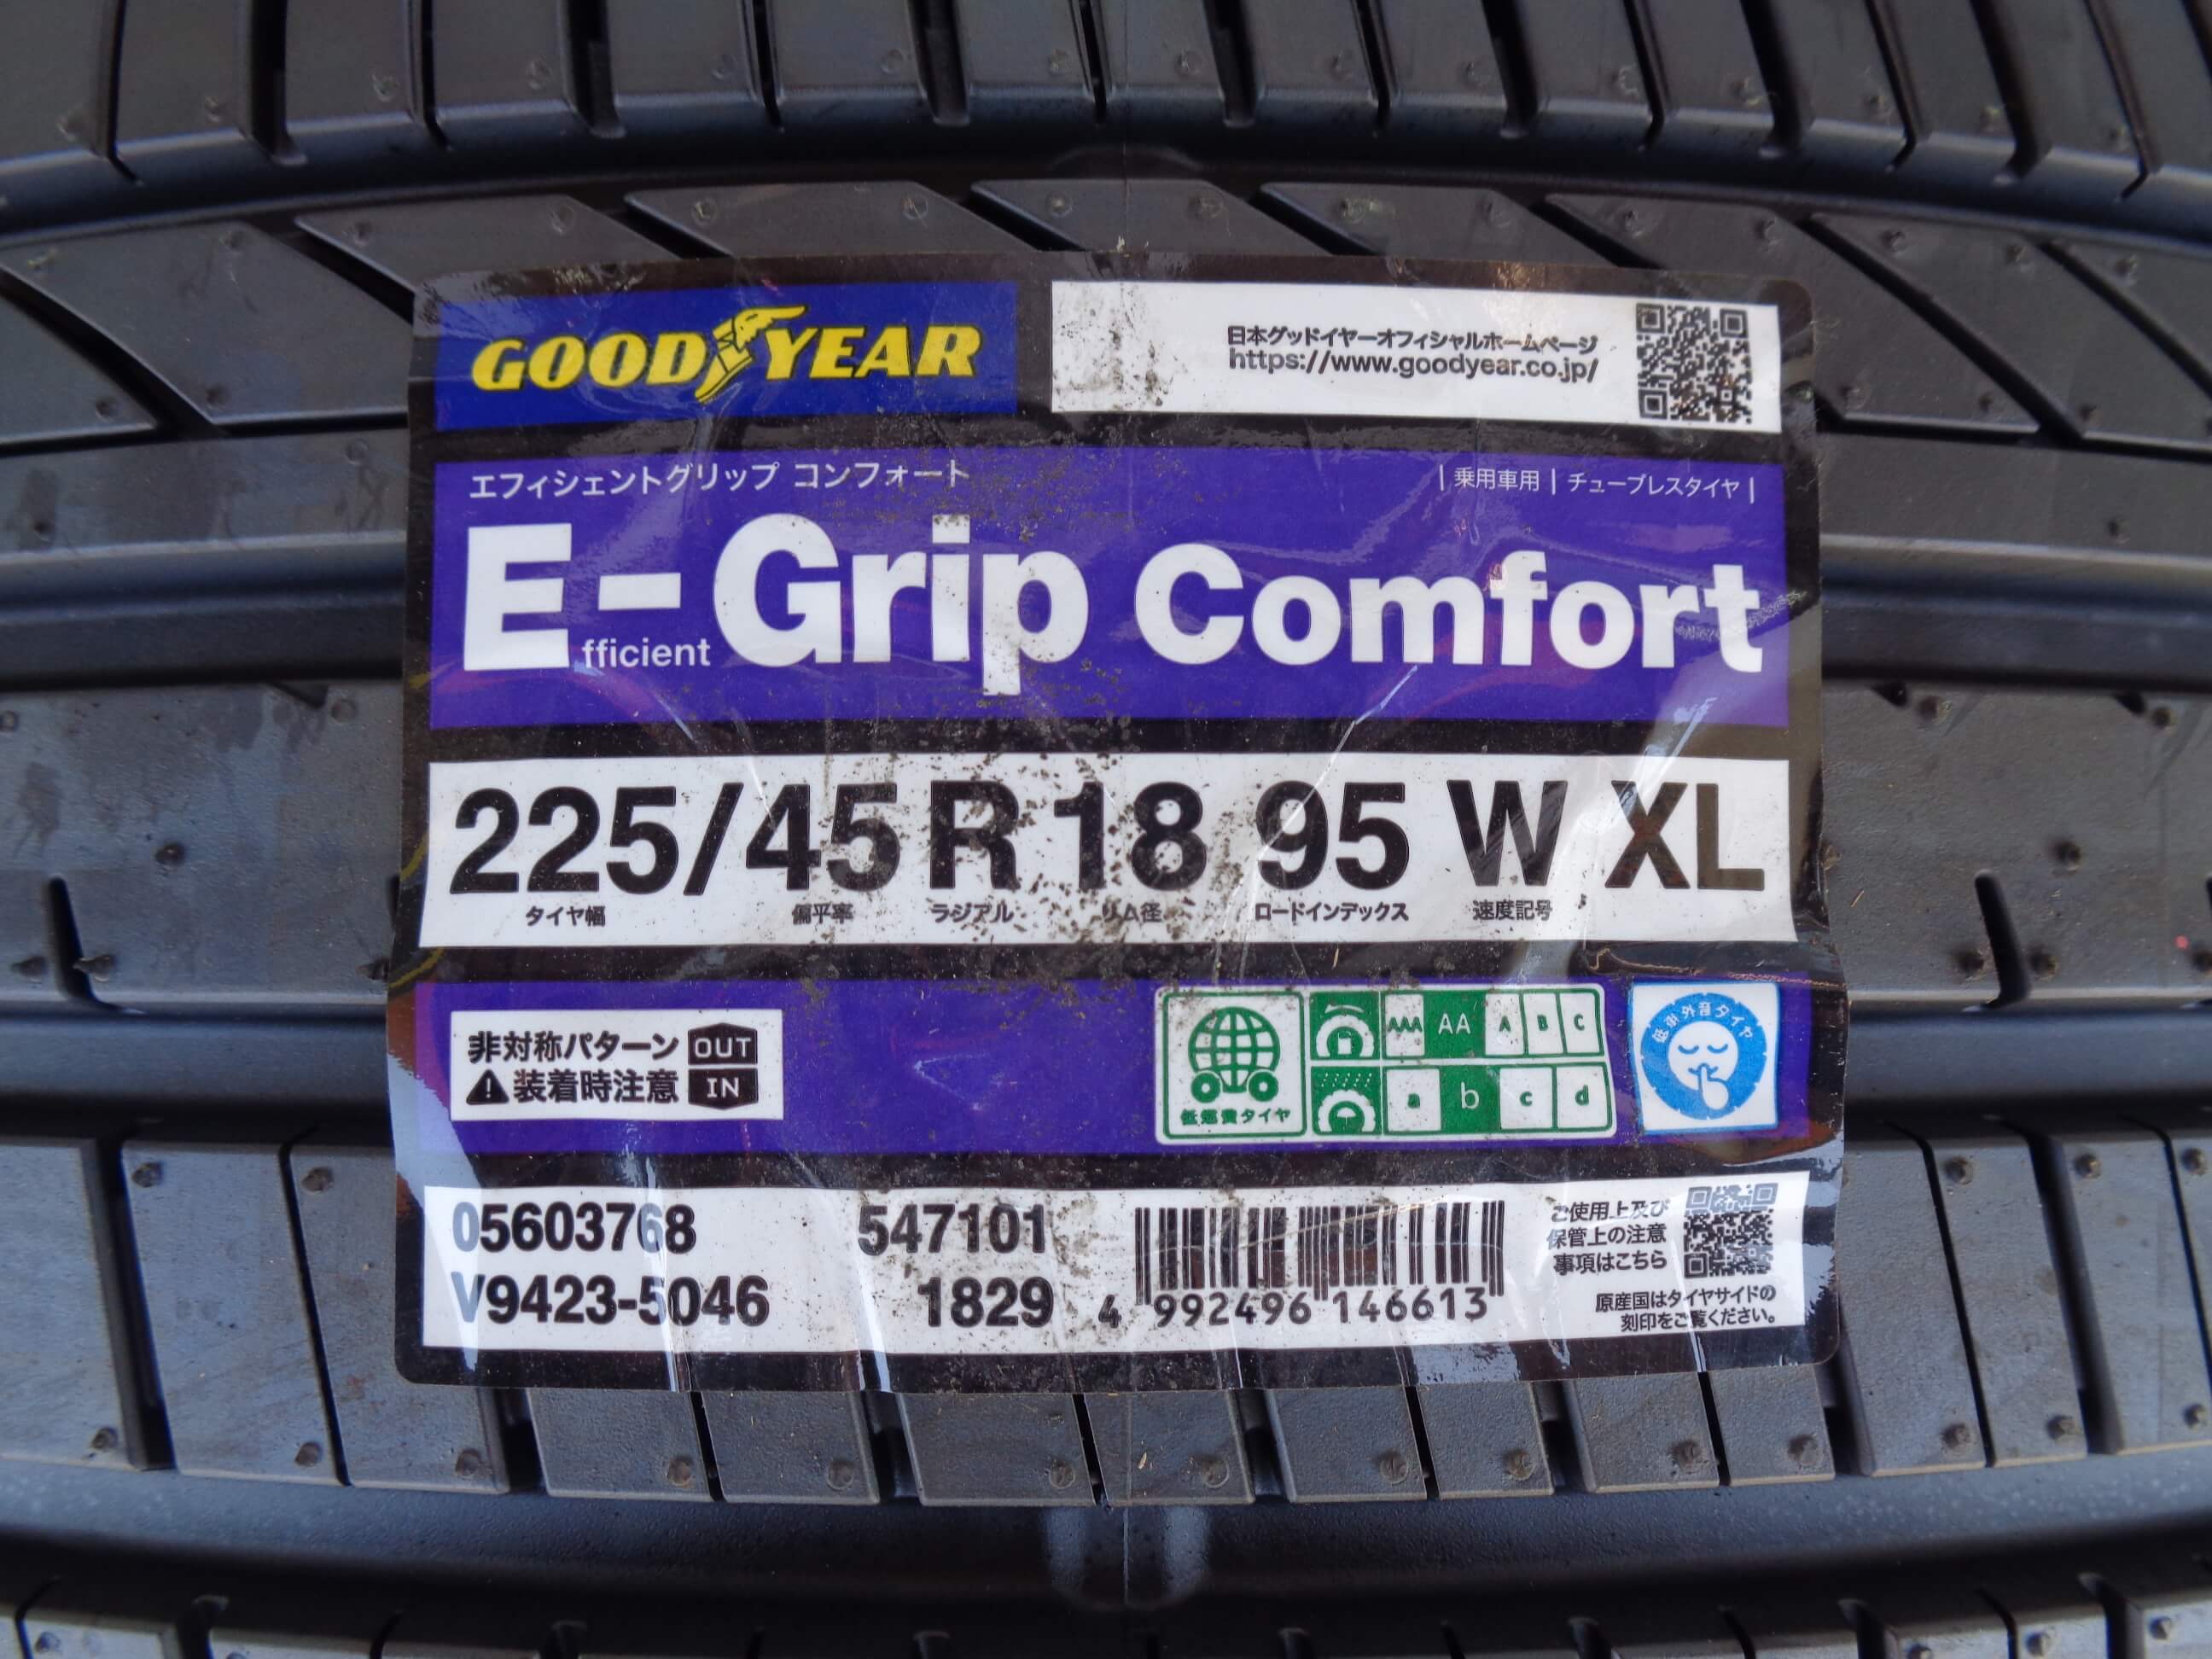 GOODYEAR
日本グッドイヤーオフィシャルホームページ
https://www.goodyear.co.jp/
エフィシェントグリップ コンフォート
| 乗用車用 | チューブレスタイヤ |
E-Grip Comfort
fficient
225/45 R 18 95 W XL
タイヤ幅 偏平率 ラジアル リム径 ロードインデックス 速度記号
非対称パターン OUT
装着時注意 IN
AAA AA A B C
a b c d
低燃費タイヤ
低車外音タイヤ
05603768 547101
V9423-5046 1829
4 992496 146613
ご使用上及び
保管上の注意
事項はこちら
原産国はタイヤサイドの
刻印をご覧ください。